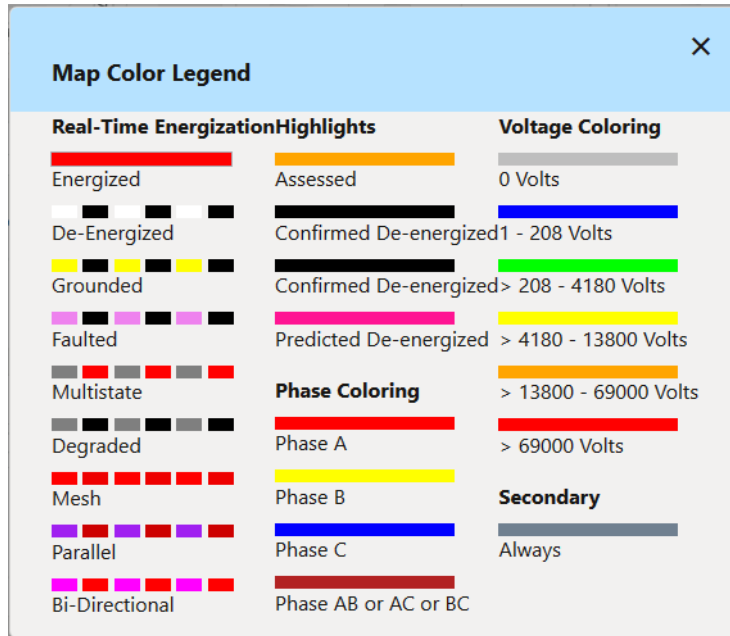 Map Color Legend
Real-Time Energization
Energized
De-Energized
Grounded
Faulted
Multistate
Degraded
Mesh
Parallel
Bi-Directional
Highlights
Assessed
Confirmed De-energized
Confirmed De-energized
Predicted De-energized
Phase Coloring
Phase A
Phase B
Phase C
Phase AB or AC or BC
Voltage Coloring
0 Volts
1 - 208 Volts
> 208 - 4180 Volts
> 4180 - 13800 Volts
> 13800 - 69000 Volts
> 69000 Volts
Secondary
Always